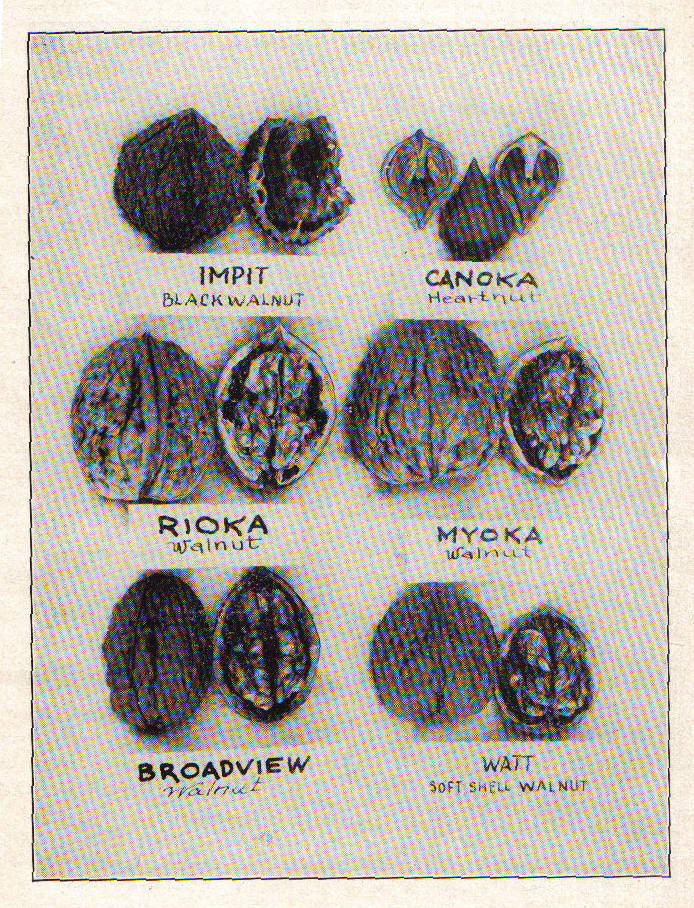 IMPIT
BLACK WALNUT
CANOKA
Heartnut
RIOKA
Walnut
MYOKA
Walnut
BROADVIEW
Walnut
WATT
SOFT SHELL WALNUT